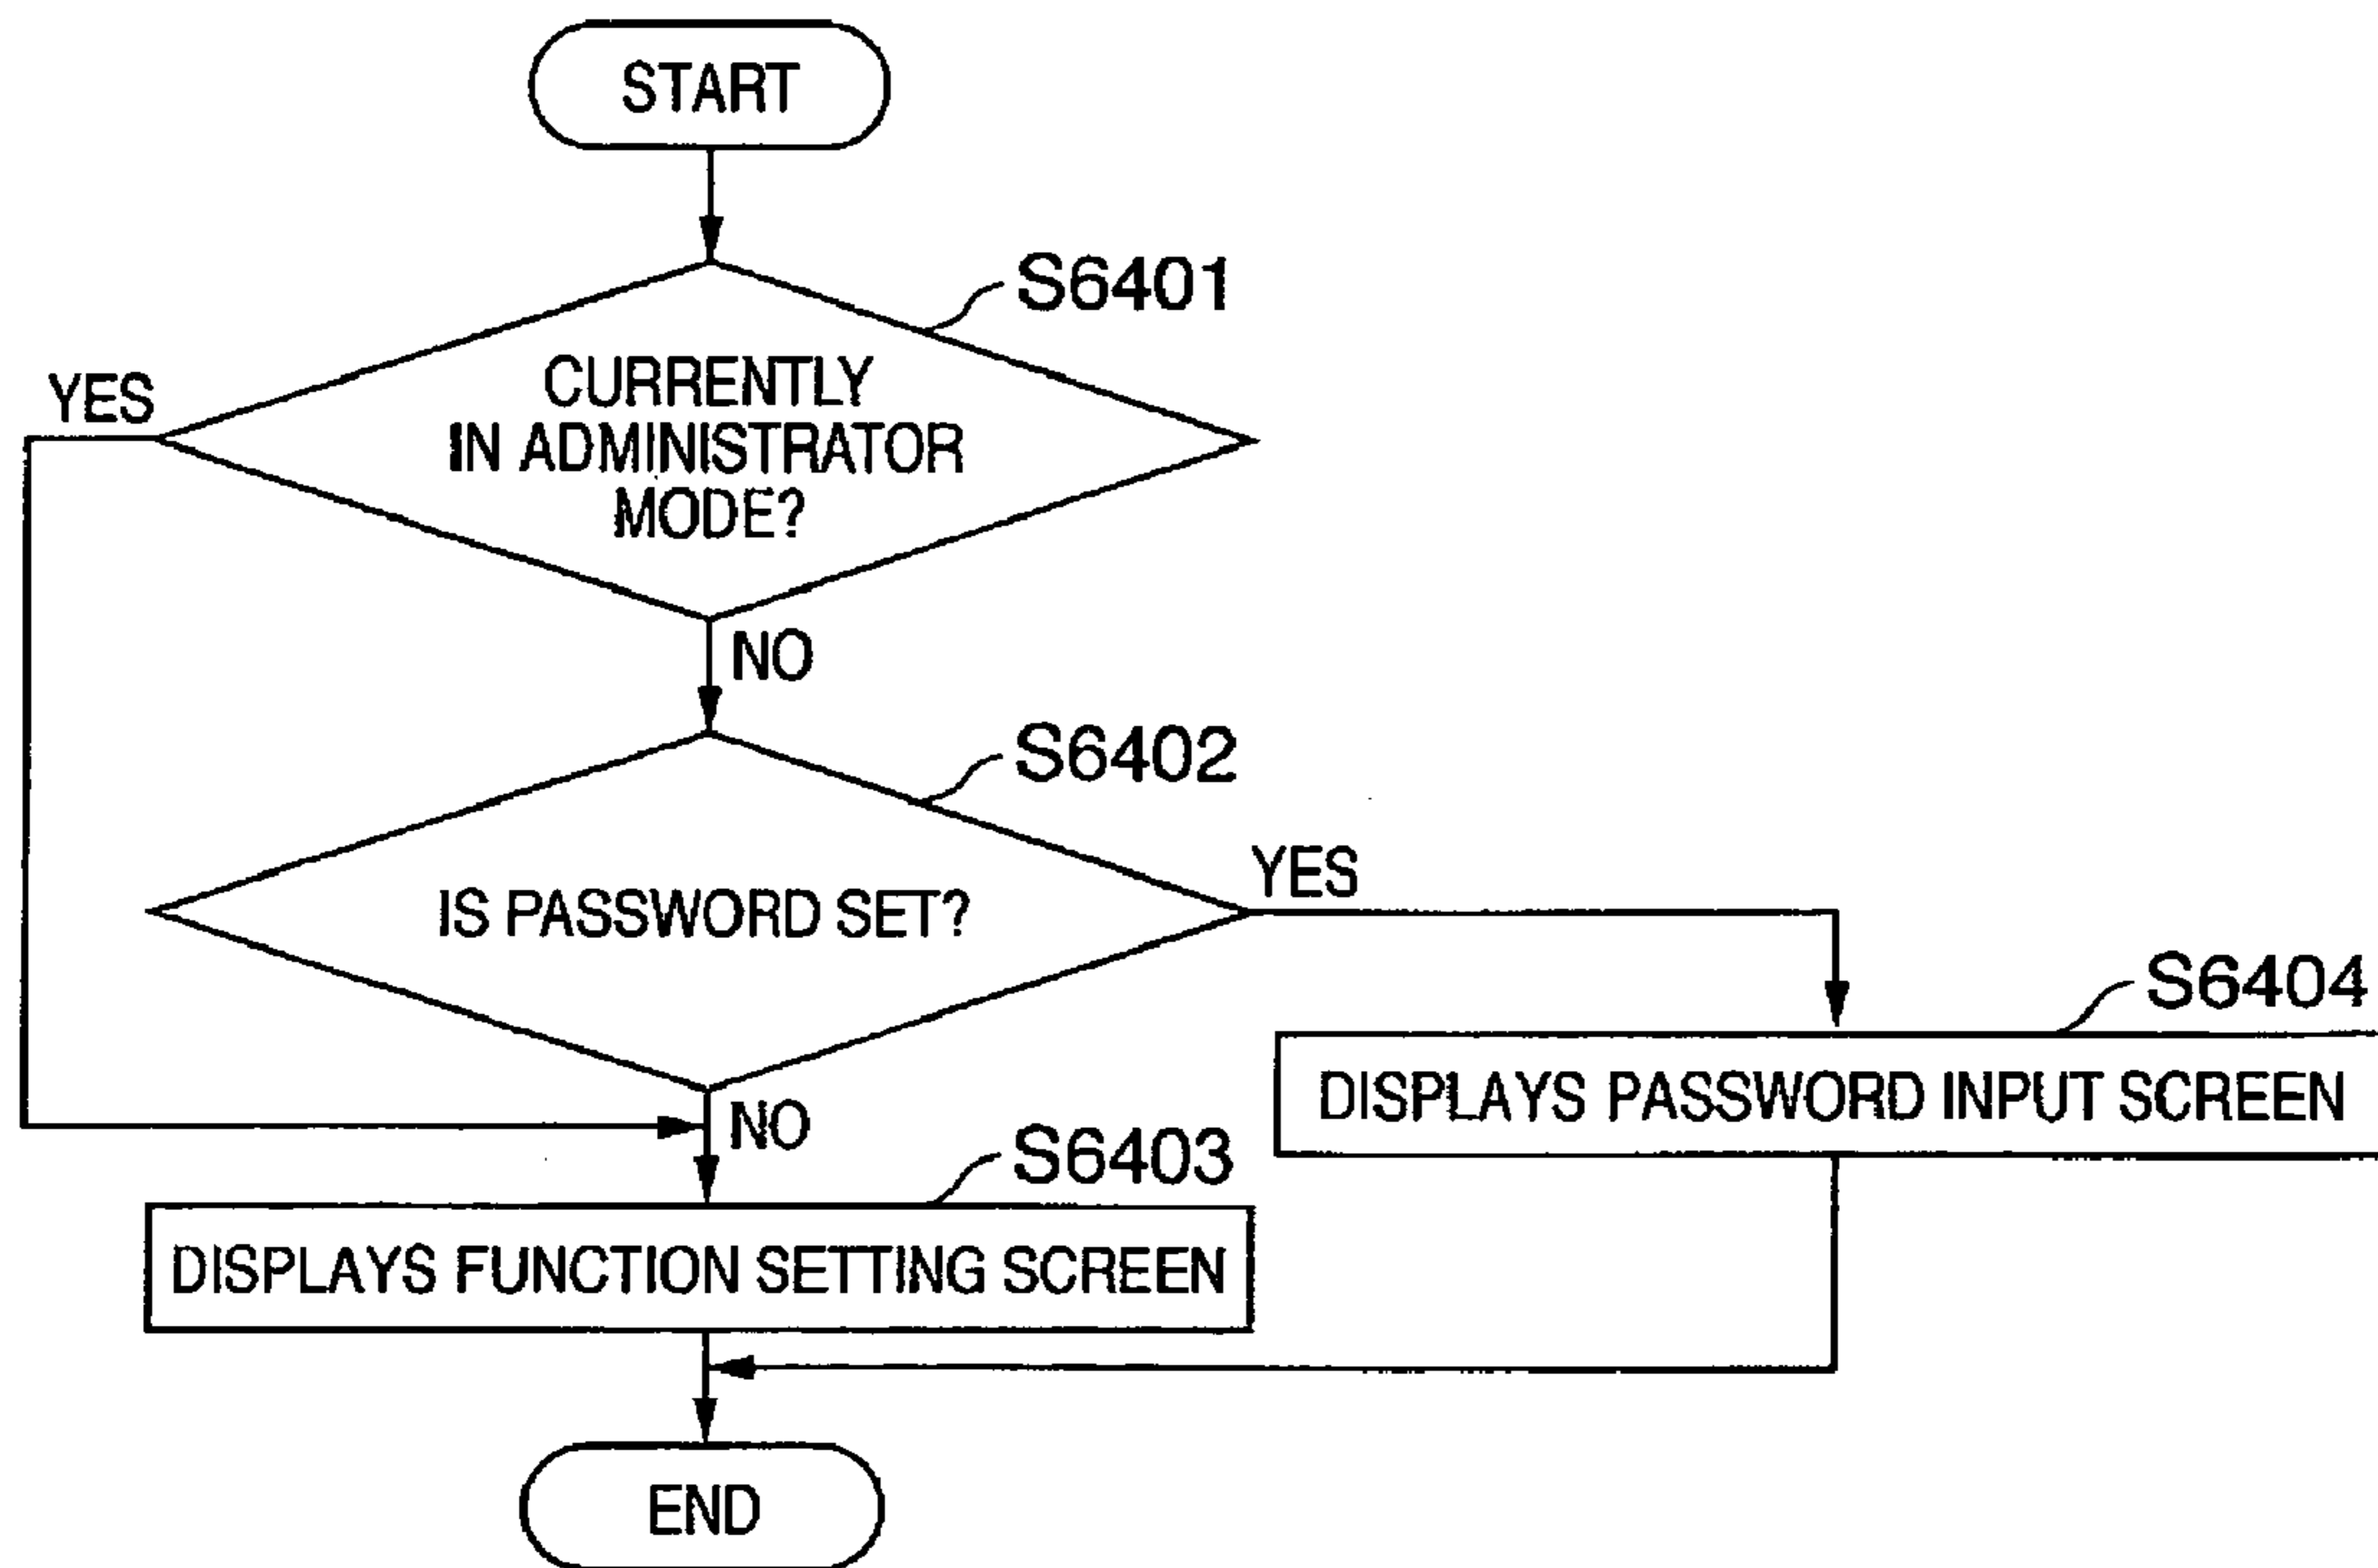 START
S6401
YES
CURRENTLY
IN ADMINISTRATOR
MODE?
NO
S6402
YES
IS PASSWORD SET?
S6404
DISPLAYS PASSWORD INPUT SCREEN
NO
S6403
DISPLAYS FUNCTION SETTING SCREEN
END